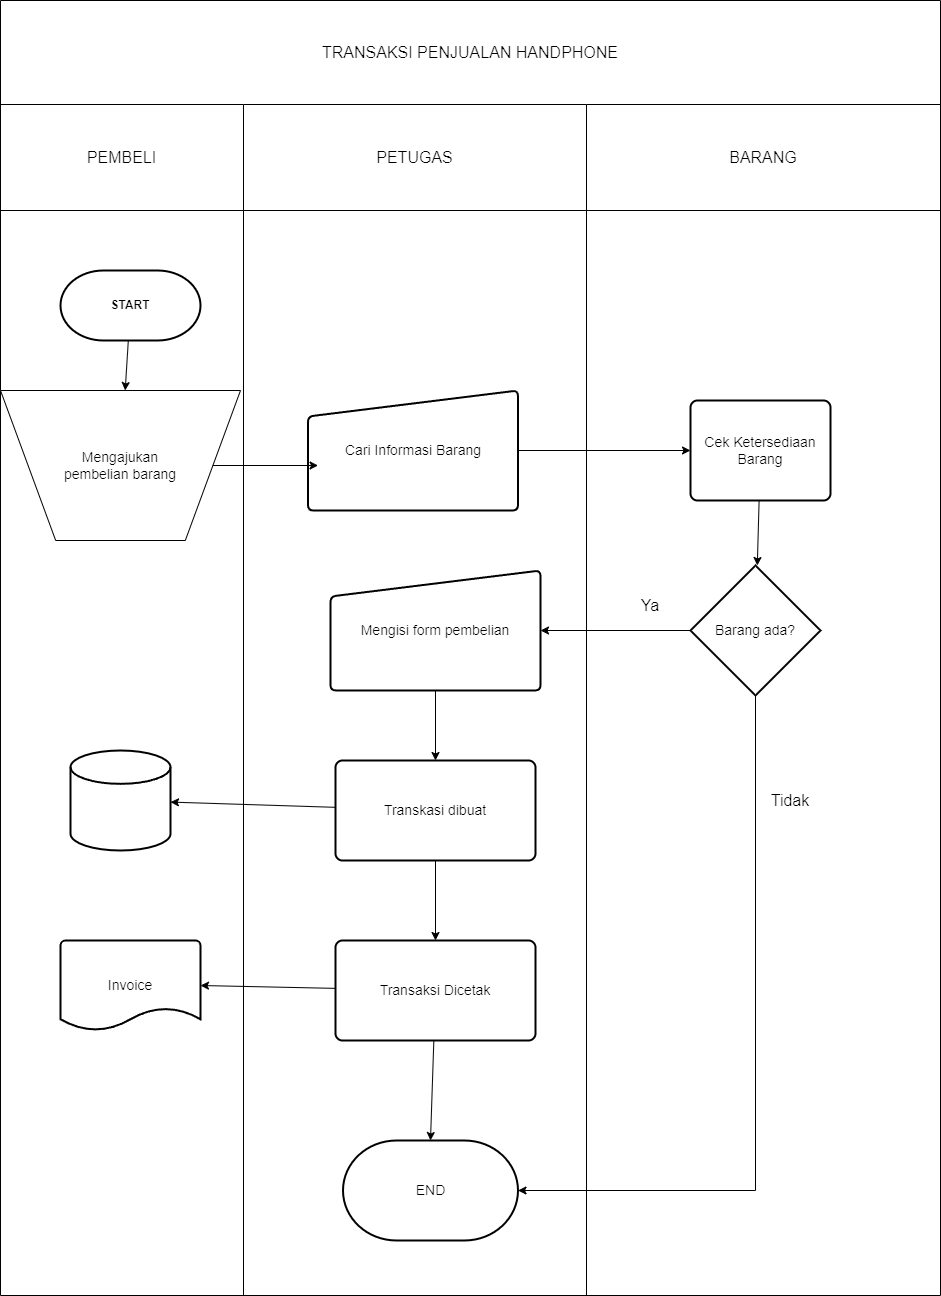 TRANSAKSI PENJUALAN HANDPHONE
PEMBELI
PETUGAS
BARANG
START
Mengajukan
pembelian barang
Cari Informasi Barang
Cek Ketersediaan
Barang
Ya
Mengisi form pembelian
Barang ada?
Tidak
Transkasi dibuat
Invoice
Transaksi Dicetak
END